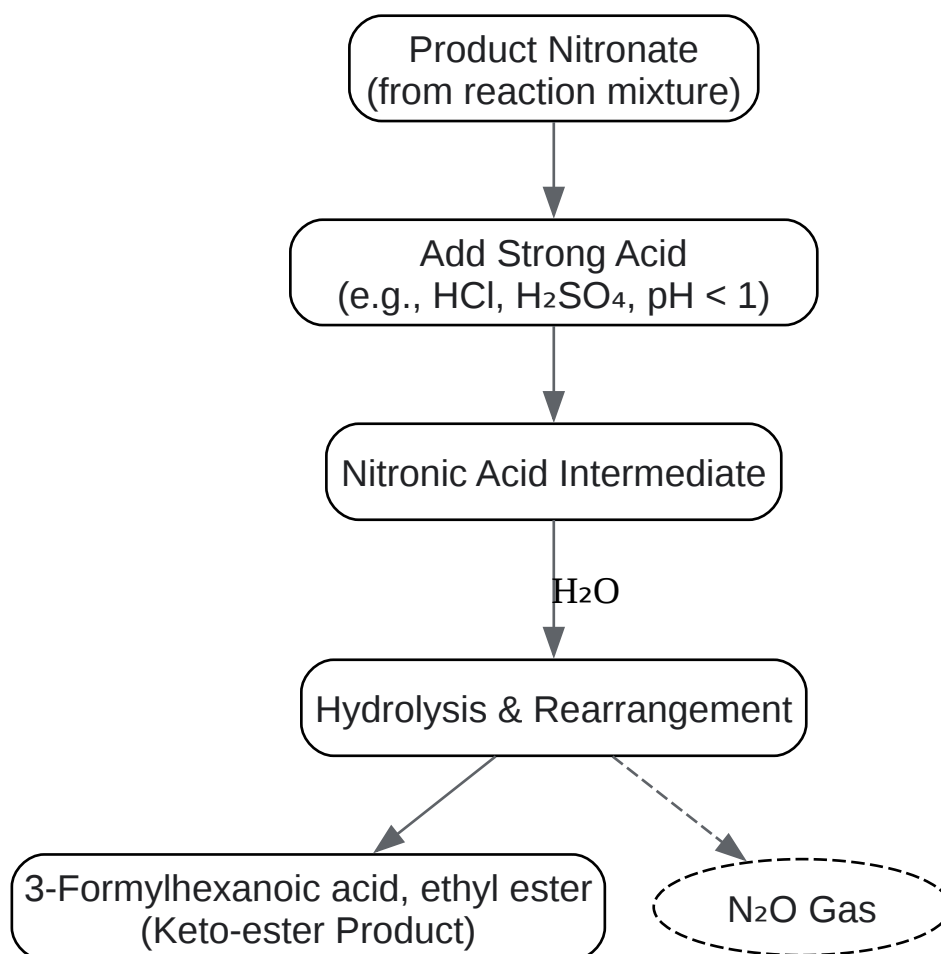 Product Nitronate
(from reaction mixture)
Add Strong Acid
(e.g., HCl, H₂SO₄, pH < 1)
Nitronic Acid Intermediate
H₂O
Hydrolysis & Rearrangement
3-Formylhexanoic acid, ethyl ester
(Keto-ester Product)
N₂O Gas